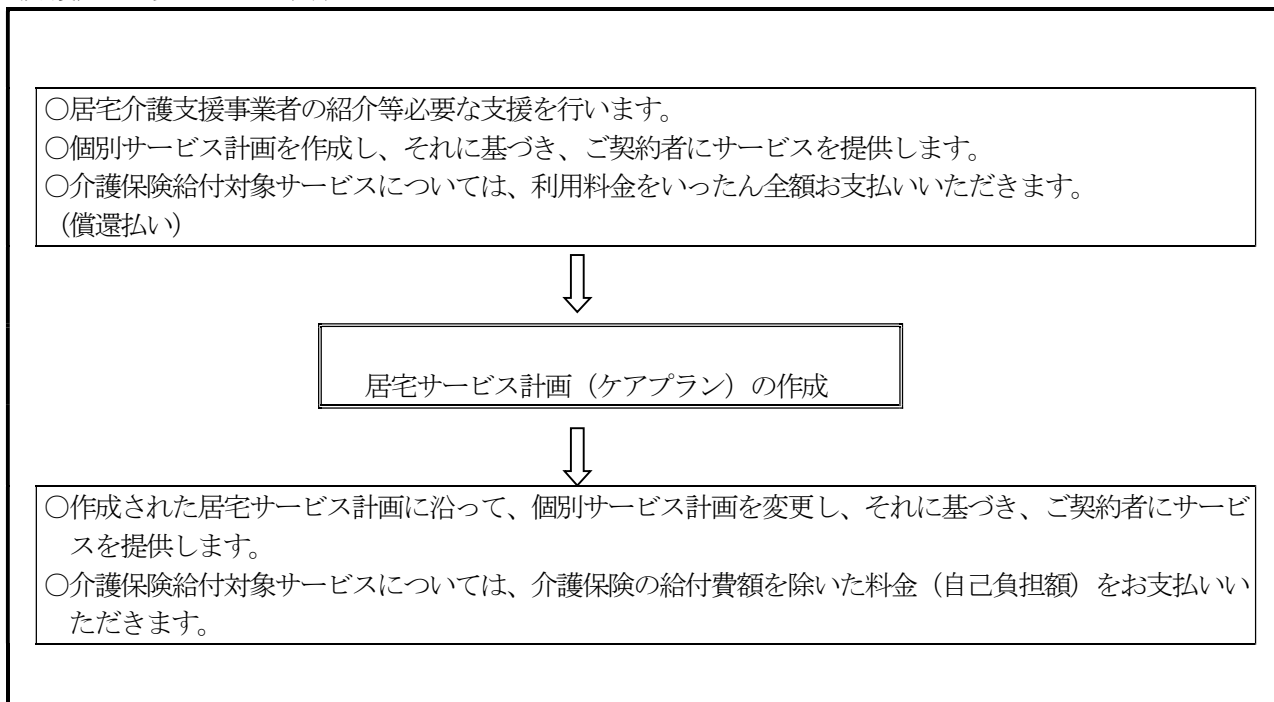 ○居宅介護支援事業者の紹介等必要な支援を行います。
○個別サービス計画を作成し、それに基づき、ご契約者にサービスを提供します。
○介護保険給付対象サービスについては、利用料金をいったん全額お支払いいただきます。
（償還払い）
居宅サービス計画（ケアプラン）の作成
○作成された居宅サービス計画に沿って、個別サービス計画を変更し、それに基づき、ご契約者にサービ
スを提供します。
○介護保険給付対象サービスについては、介護保険の給付費額を除いた料金（自己負担額）をお支払いい
ただきます。